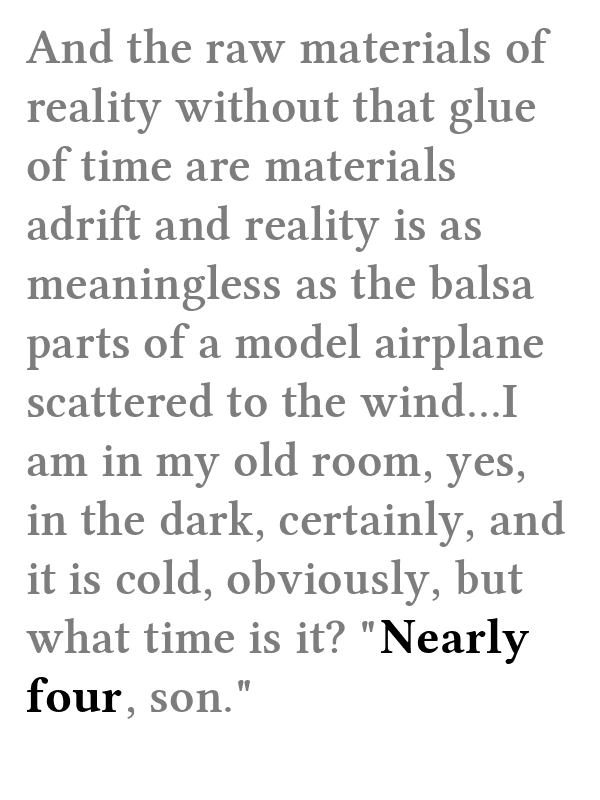 And the raw materials of
reality without that glue
of time are materials
adrift and reality is as
meaningless as the balsa
parts of a model airplane
scattered to the wind...I
am in my old room, yes,
in the dark, certainly, and
it is cold, obviously, but
what time is it? "Nearly
four, son."